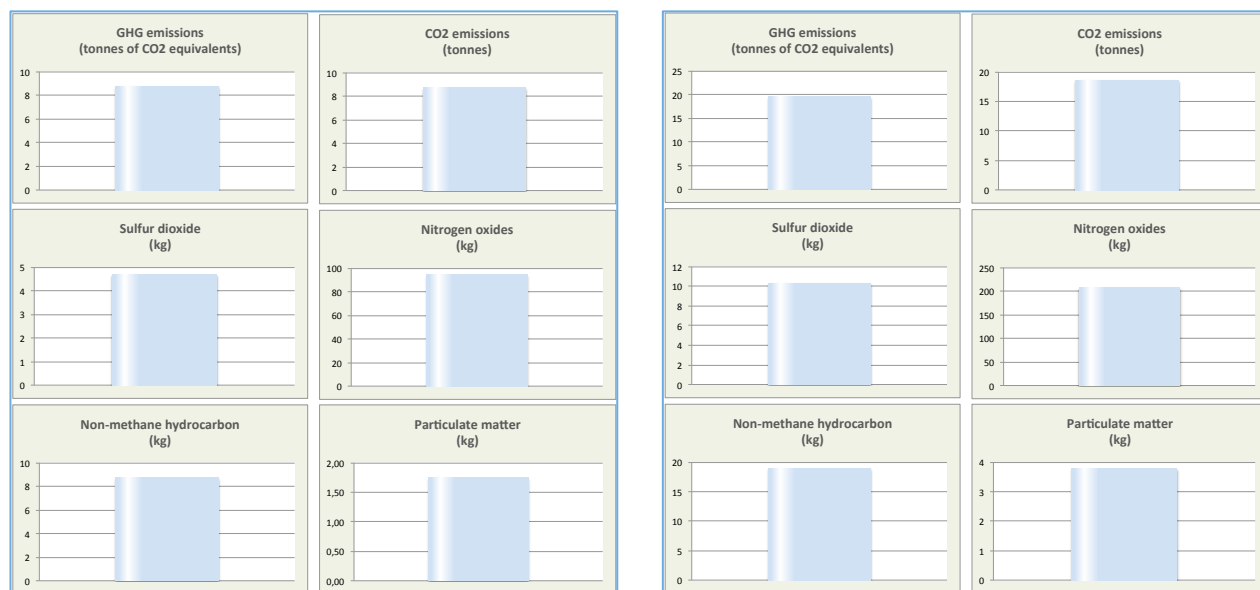 GHG emissions
(tonnes of CO2 equivalents)
10
8
6
4
2
0
CO2 emissions
(tonnes)
10
8
6
4
2
0
Sulfur dioxide
(kg)
5
4
3
2
1
0
Nitrogen oxides
(kg)
100
80
60
40
20
0
Non-methane hydrocarbon
(kg)
10
8
6
4
2
0
Particulate matter
(kg)
2,00
1,50
1,00
0,50
0,00
GHG emissions
(tonnes of CO2 equivalents)
25
20
15
10
5
0
CO2 emissions
(tonnes)
20
15
10
5
0
Sulfur dioxide
(kg)
12
10
8
6
4
2
0
Nitrogen oxides
(kg)
250
200
150
100
50
0
Non-methane hydrocarbon
(kg)
20
15
10
5
0
Particulate matter
(kg)
4
3
2
1
0